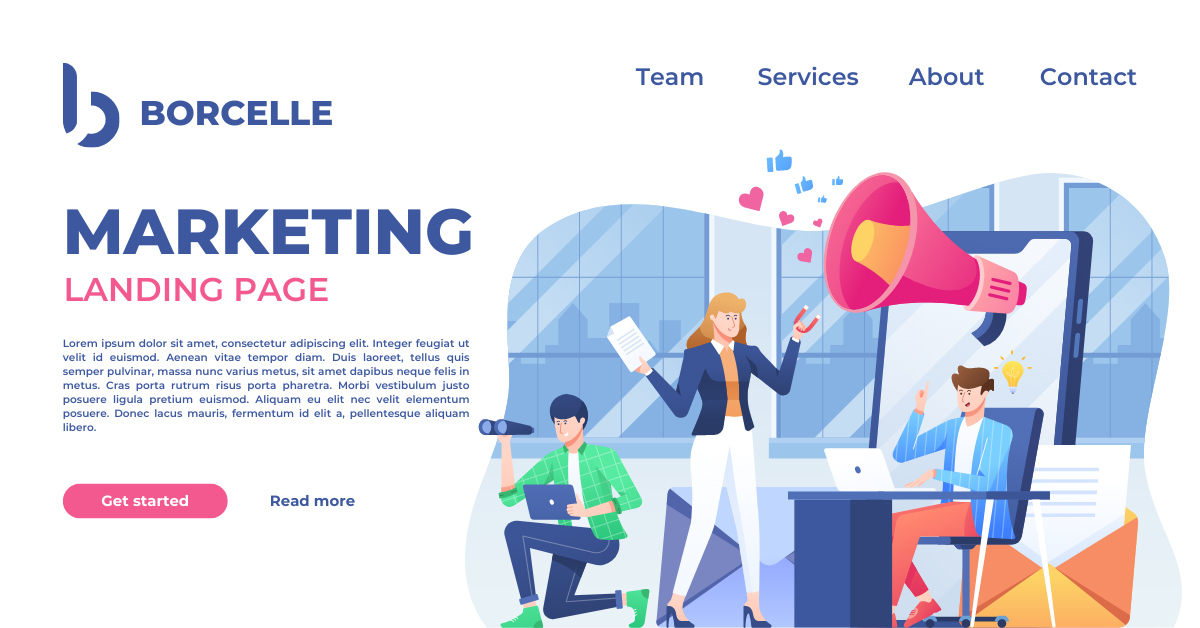 BORCELLE
Team
Services
About
Contact
MARKETING
LANDING PAGE
Lorem ipsum dolor sit amet, consectetur adipiscing elit. Integer feugiat ut
velit id euismod. Aenean vitae tempor diam. Duis laoreet, tellus quis
semper pulvinar, massa nunc varius metus, sit amet dapibus neque felis in
metus. Cras porta rutrum risus porta pharetra. Morbi vestibulum justo
posuere ligula pretium euismod. Aliquam eu elit nec velit elementum
posuere. Donec lacus mauris, fermentum id elit a, pellentesque aliquam
libero.
Get started
Read more